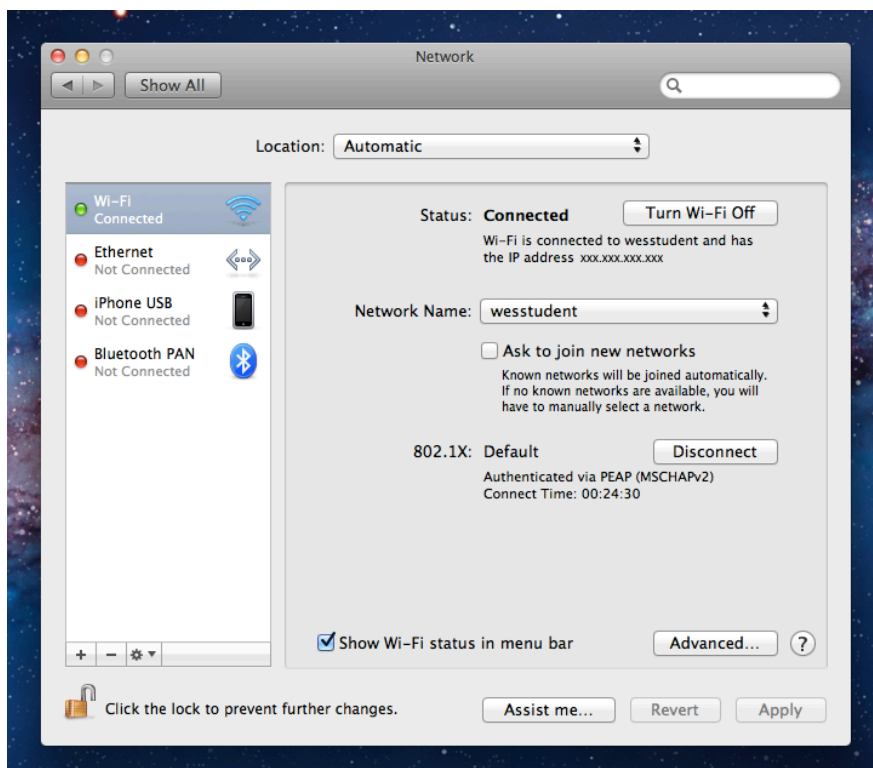 Network
Show All
Location: Automatic
Wi-Fi
Connected
Ethernet
Not Connected
iPhone USB
Not Connected
Bluetooth PAN
Not Connected
Status: Connected Turn Wi-Fi Off
Wi-Fi is connected to wesstudent and has
the IP address xxx.xxx.xxx.xxx
Network Name: wesstudent
Ask to join new networks
Known networks will be joined automatically.
If no known networks are available, you will
have to manually select a network.
802.1X: Default Disconnect
Authenticated via PEAP (MSCHAPv2)
Connect Time: 00:24:30
Show Wi-Fi status in menu bar Advanced... ?
Click the lock to prevent further changes. Assist me... Revert Apply